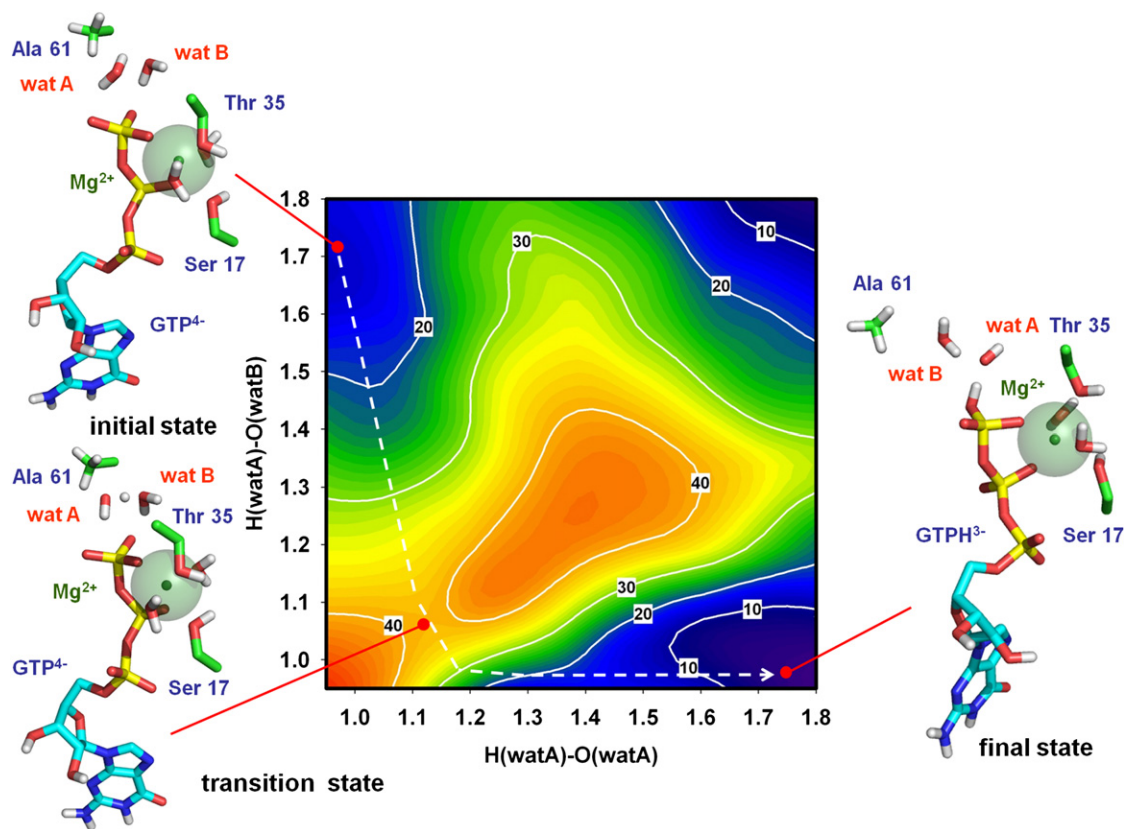 Ala 61
wat B
wat A
Thr 35
Mg2+
Ser 17
GTP4-
initial state
Ala 61
wat B
wat A
Thr 35
Mg2+
GTP4-
Ser 17
transition state
H(watA)-O(watB)
1.8
1.7
1.6
1.5
1.4
1.3
1.2
1.1
1.0
30
10
20
20
40
30
20
10
40
10
1.0 1.1 1.2 1.3 1.4 1.5 1.6 1.7 1.8
H(watA)-O(watA)
Ala 61
wat A
Thr 35
wat B
Mg2+
GTPH3-
Ser 17
final state